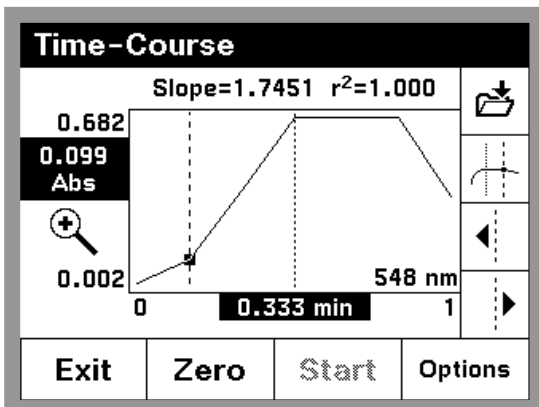 Time-Course
Slope=1.7451 r²=1.000
0.682
0.099
Abs
0.002
548 nm
0
0.333 min
1
Exit
Zero
Start
Options